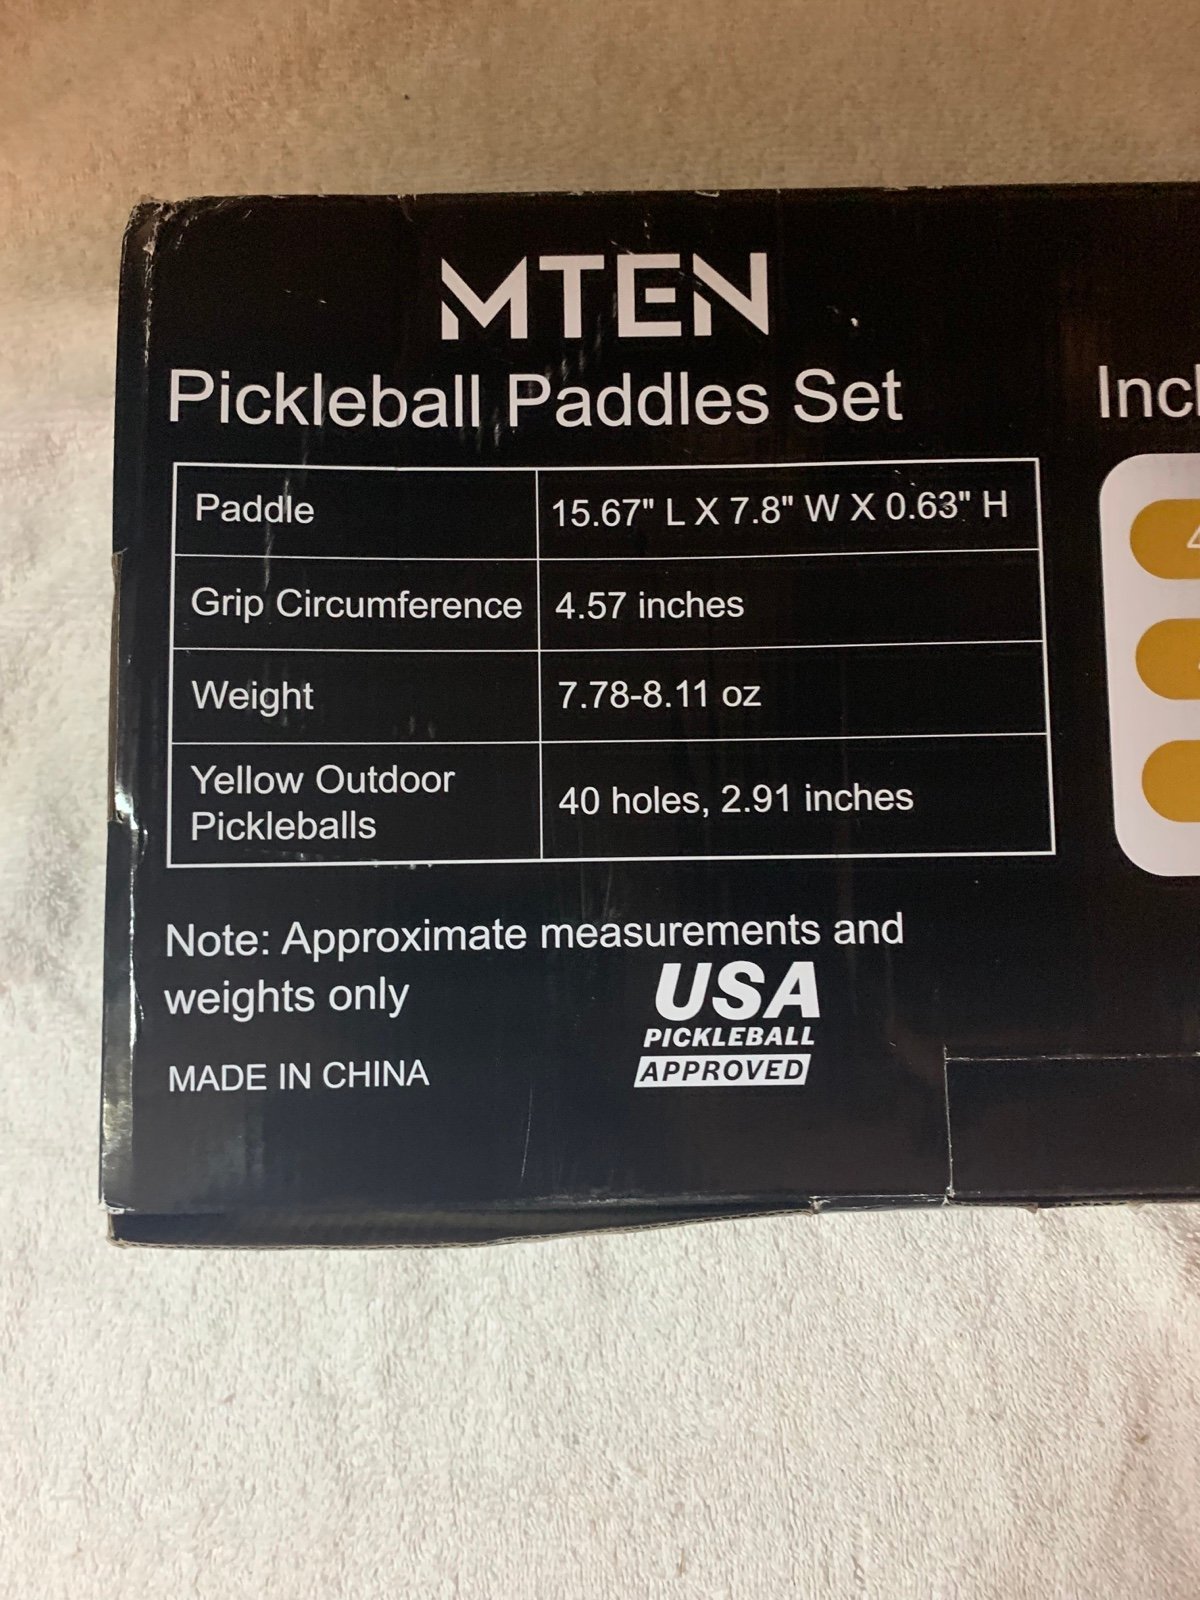 MTEN
Pickleball Paddles Set
Paddle 15.67" L X 7.8" W X 0.63" H
Grip Circumference 4.57 inches
Weight 7.78-8.11 oz
Yellow Outdoor
Pickleballs
40 holes, 2.91 inches
Note: Approximate measurements and
weights only
USA
PICKLEBALL
APPROVED
MADE IN CHINA